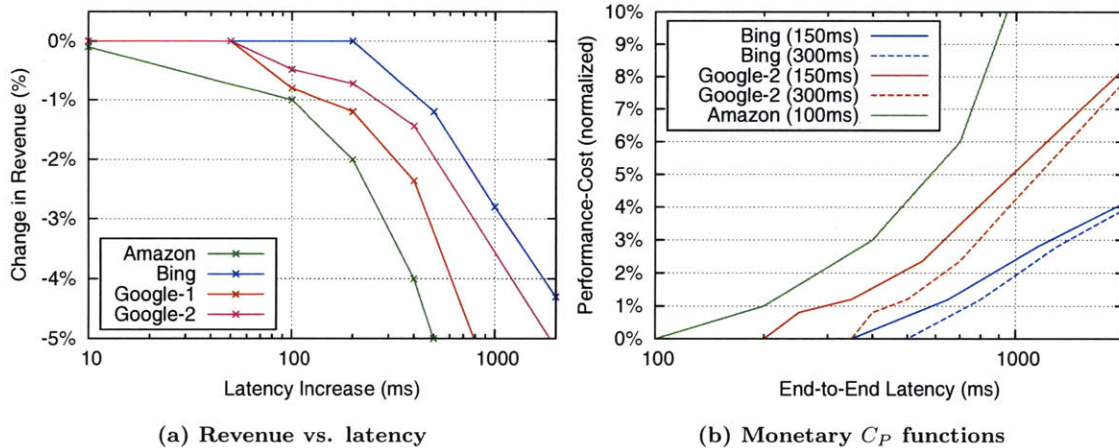 0%
-1%
-2%
-3%
-4%
-5%
10
100
1000
Change in Revenue (%)
Latency Increase (ms)
Amazon
Bing
Google-1
Google-2
(a) Revenue vs. latency
10%
9%
8%
7%
6%
5%
4%
3%
2%
1%
0%
100
1000
Performance-Cost (normalized)
End-to-End Latency (ms)
Bing (150ms)
Bing (300ms)
Google-2 (150ms)
Google-2 (300ms)
Amazon (100ms)
(b) Monetary C_P functions